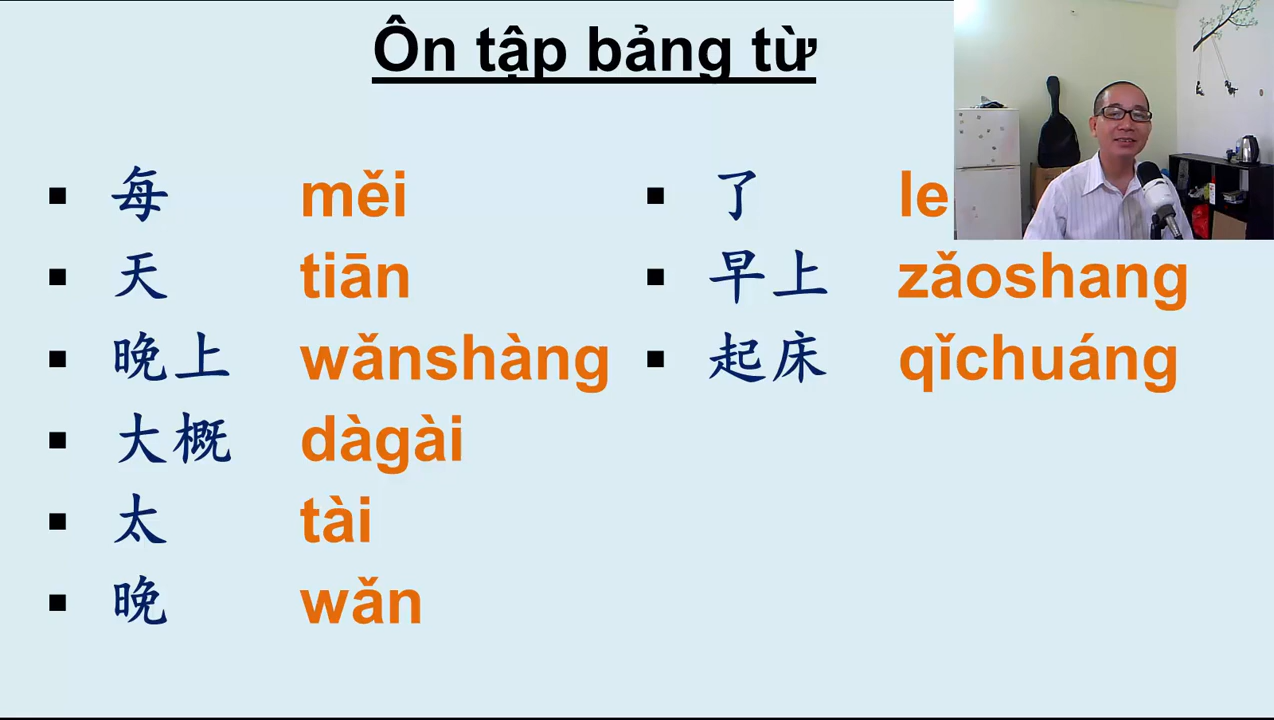 Ôn tập bảng từ
▪ 每 měi
▪ 天 tiān
▪ 晚上 wǎnshàng
▪ 大概 dàgài
▪ 太 tài
▪ 晚 wǎn
▪ 了 le
▪ 早上 zǎoshang
▪ 起床 qǐchuáng